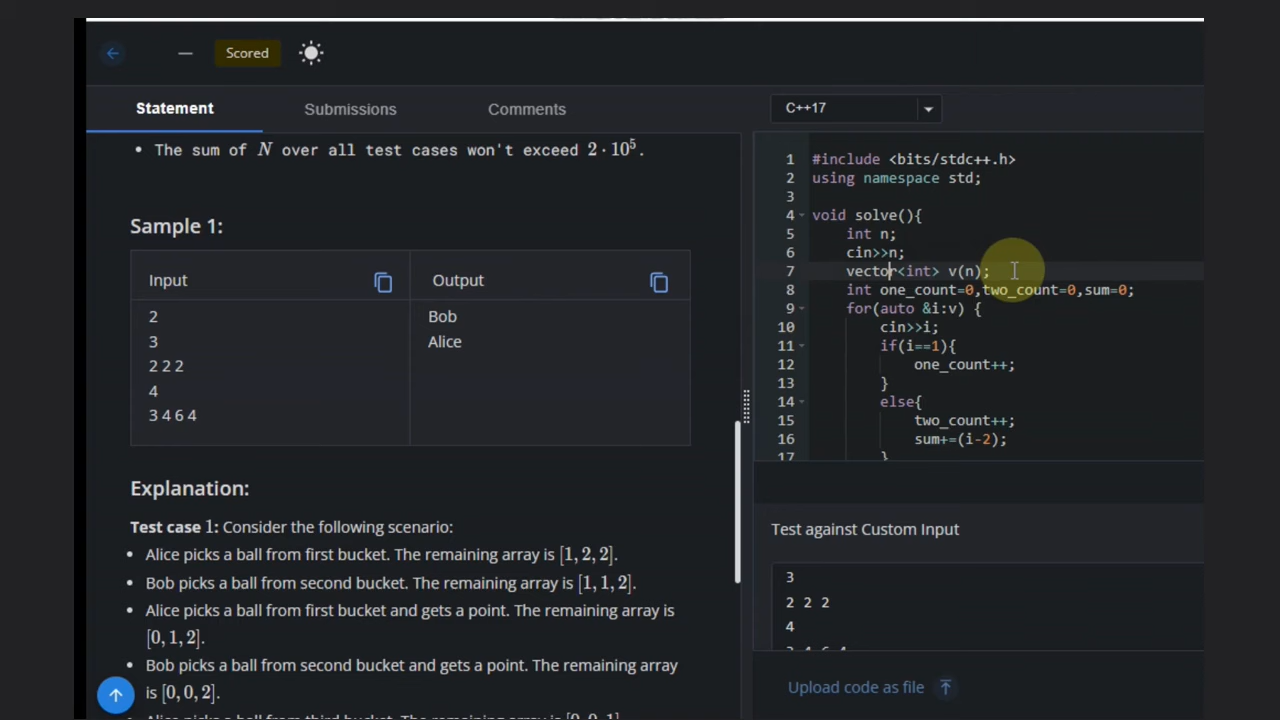 Scored
Statement
Submissions
Comments
C++17
The sum of N over all test cases won't exceed 2 · 10^5.
Sample 1:
Input
Output
2
3
2 2 2
4
3 4 6 4
Bob
Alice
Explanation:
Test case 1: Consider the following scenario:
Alice picks a ball from first bucket. The remaining array is [1, 2, 2].
Bob picks a ball from second bucket. The remaining array is [1, 1, 2].
Alice picks a ball from first bucket and gets a point. The remaining array is
[0, 1, 2].
Bob picks a ball from second bucket and gets a point. The remaining array
is [0, 0, 2].
1 #include <bits/stdc++.h>
2 using namespace std;
3
4 void solve(){
5 int n;
6 cin>>n;
7 vector<int> v(n);
8 int one_count=0,two_count=0,sum=0;
9 for(auto &i:v) {
10 cin>>i;
11 if(i==1){
12 one_count++;
13 }
14 else{
15 two_count++;
16 sum+=(i-2);
17 }
Test against Custom Input
3
2 2 2
4
Upload code as file